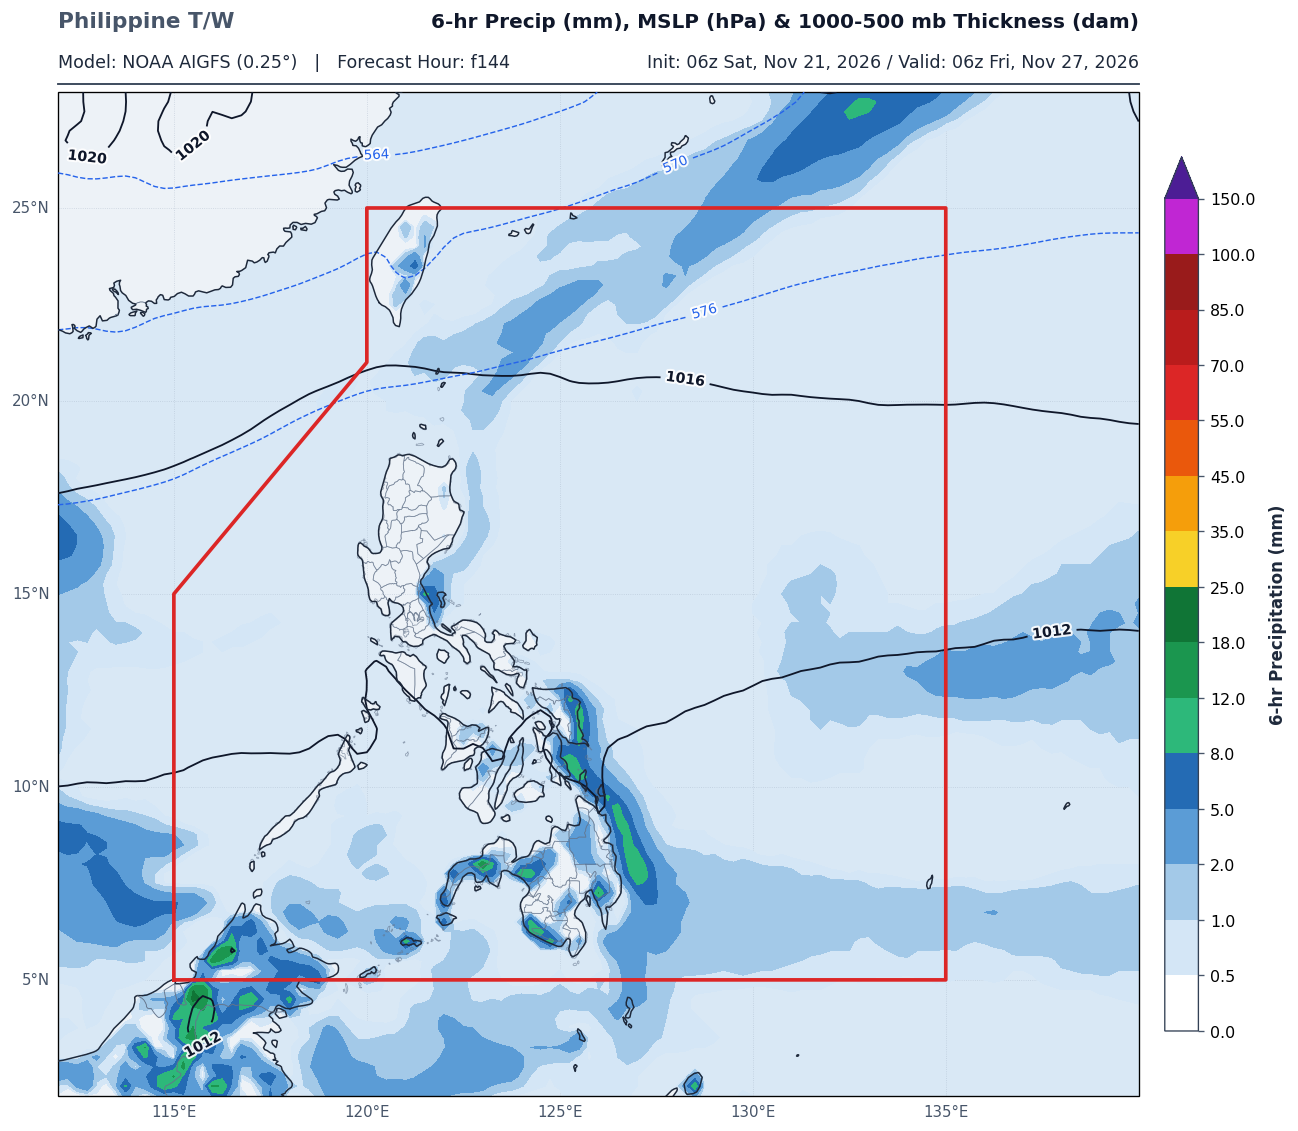 Philippine T/W
6-hr Precip (mm), MSLP (hPa) & 1000-500 mb Thickness (dam)
Model: NOAA AIGFS (0.25°) | Forecast Hour: f144
Init: 06z Sat, Nov 21, 2026 / Valid: 06z Fri, Nov 27, 2026
1020
1020
564
570
576
1016
1012
1012
25°N
20°N
15°N
10°N
5°N
115°E
120°E
125°E
130°E
135°E
150.0
100.0
85.0
70.0
55.0
45.0
35.0
25.0
18.0
12.0
8.0
5.0
2.0
1.0
0.5
0.0
6-hr Precipitation (mm)